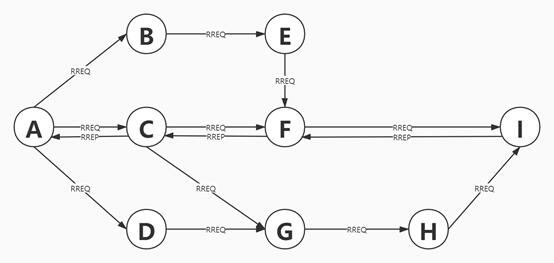 B RREQ E
RREQ RREQ
A RREQ C RREQ F RREQ I
RREP RREP RREP
RREQ RREQ RREQ
D RREQ G RREQ H